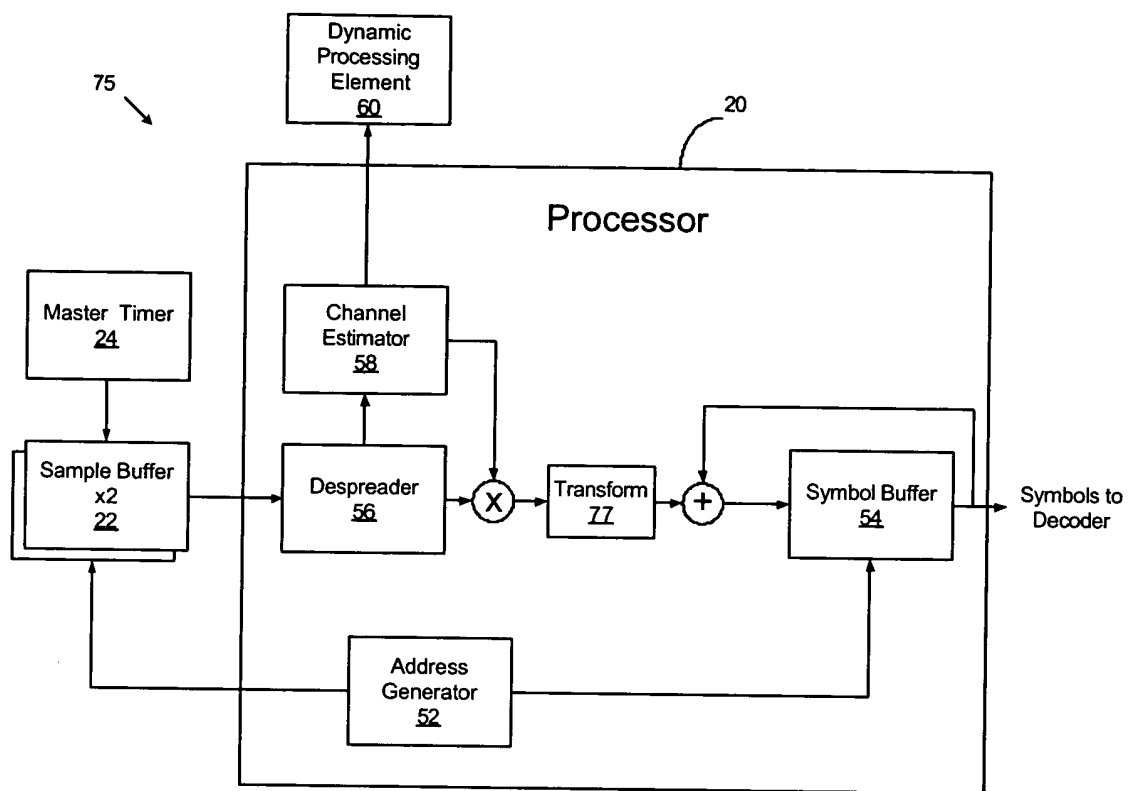 Dynamic
Processing
Element
60
75
20
Processor
Master Timer
24
Channel
Estimator
58
Sample Buffer
x2
22
Despreader
56
X
Transform
77
+
Symbol Buffer
54
Symbols to
Decoder
Address
Generator
52